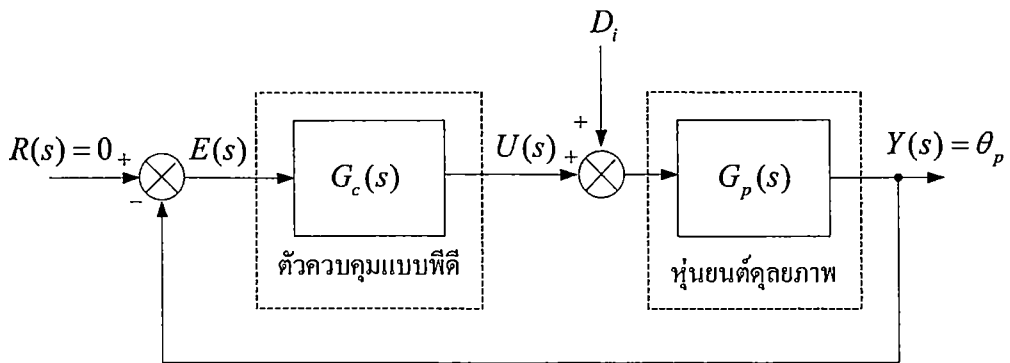 D_i
+
R(s) = 0
+
−
E(s)
G_c(s)
U(s)
+
G_p(s)
Y(s) = θ_p
ตัวควบคุมแบบพีดี
หุ่นยนต์ดุลยภาพ